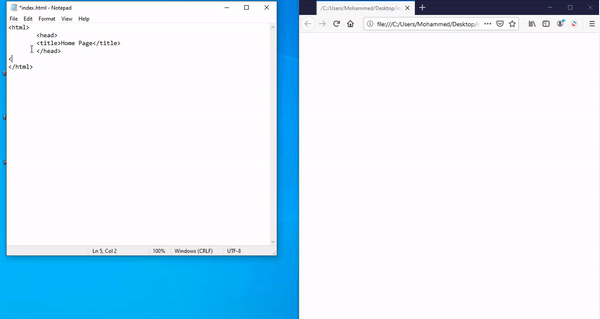 *index.html - Notepad
File Edit Format View Help
<html>
<head>
<title>Home Page</title>
</head>
<
</html>
Ln 5, Col 2 100% Windows (CRLF) UTF-8
/C:/Users/Mohammed/Desktop/
file:///C:/Users/Mohammed/Desktop/